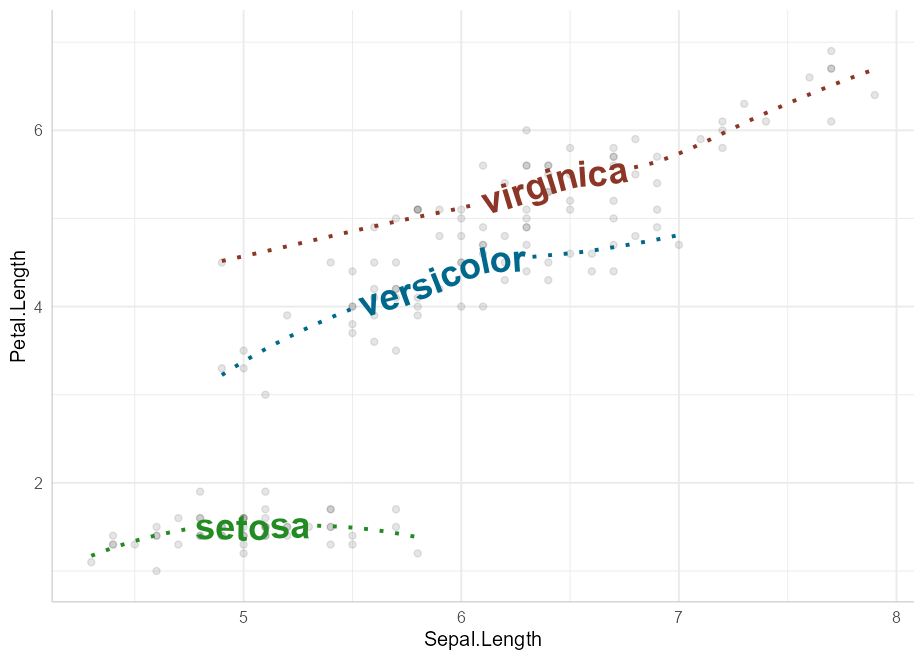 6
4
2
Petal.Length
virginica
versicolor
setosa
5 6 7 8
Sepal.Length